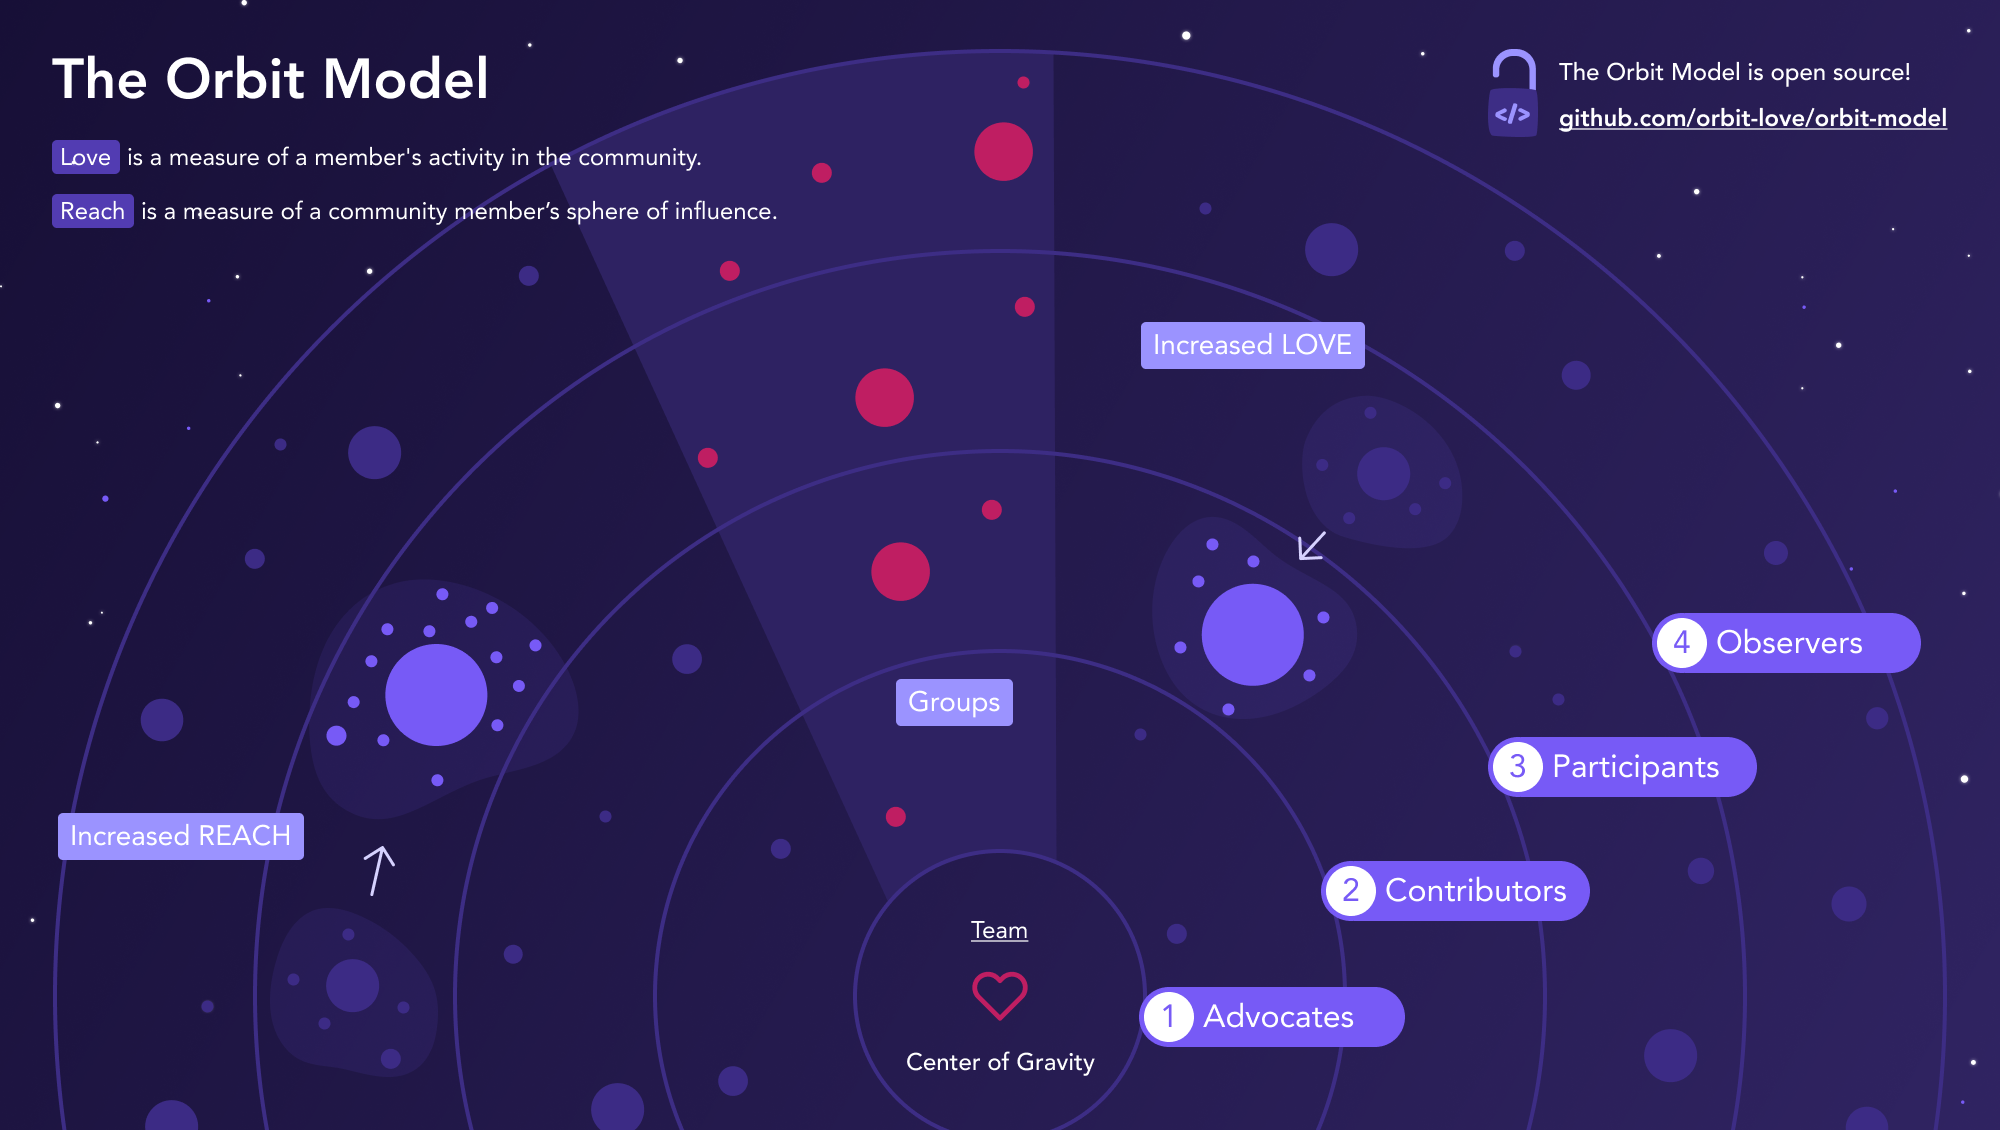 The Orbit Model
Love is a measure of a member's activity in the community.
Reach is a measure of a community member’s sphere of influence.
The Orbit Model is open source!
</>
github.com/orbit-love/orbit-model
Increased LOVE
4 Observers
Groups
3 Participants
Increased REACH
2 Contributors
Team
1 Advocates
Center of Gravity